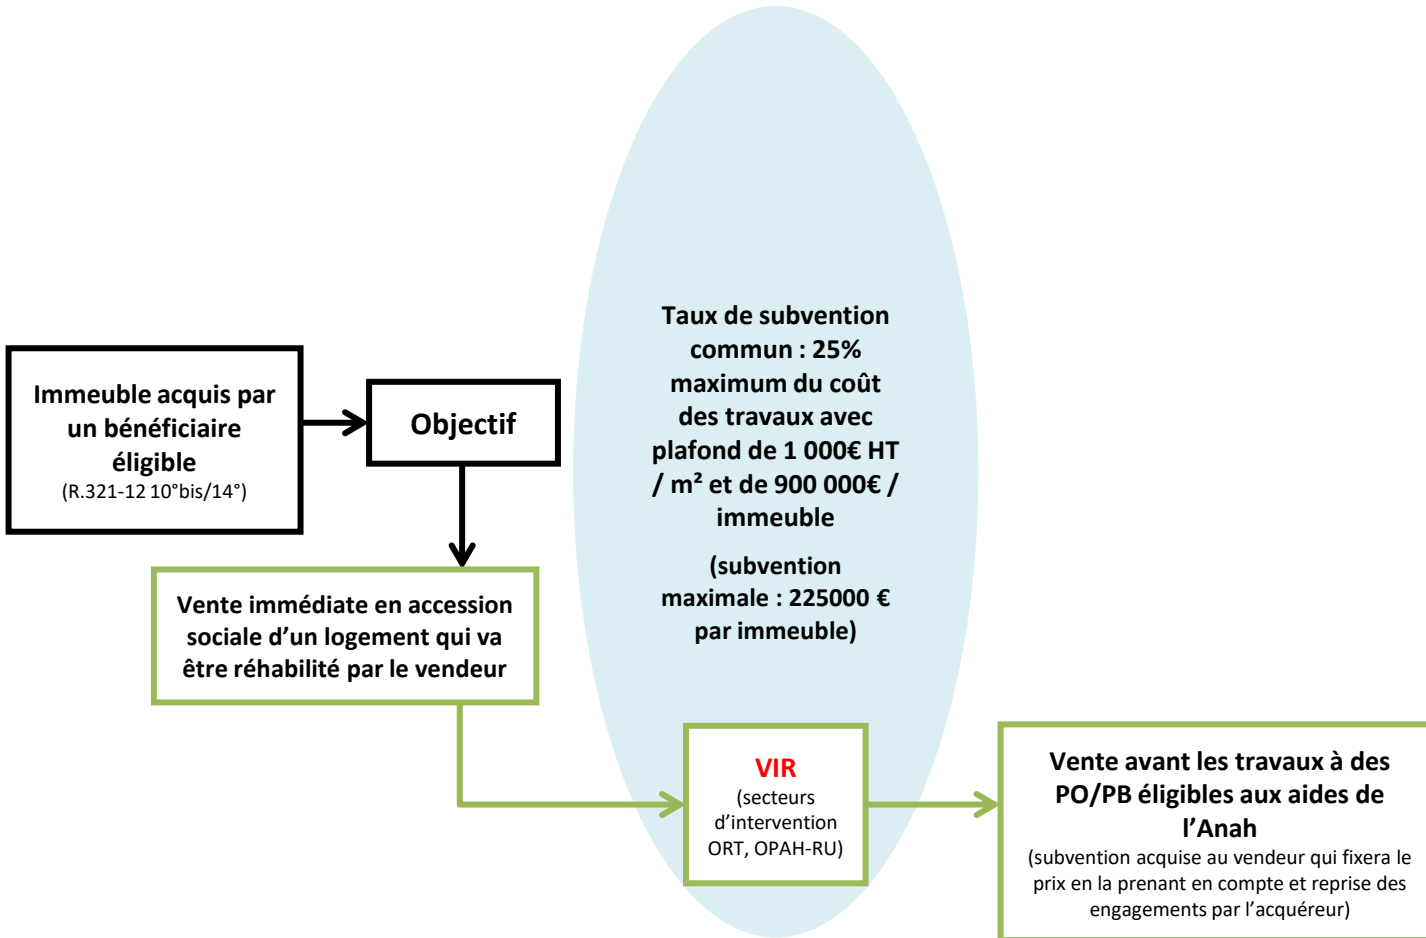 Immeuble acquis par
un bénéficiaire
éligible
(R.321-12 10°bis/14°)
Objectif
Vente immédiate en accession
sociale d’un logement qui va
être réhabilité par le vendeur
Taux de subvention
commun : 25%
maximum du coût
des travaux avec
plafond de 1 000€ HT
/ m² et de 900 000€ /
immeuble
(subvention
maximale : 225000 €
par immeuble)
VIR
(secteurs
d’intervention
ORT, OPAH-RU)
Vente avant les travaux à des
PO/PB éligibles aux aides de
l’Anah
(subvention acquise au vendeur qui fixera le
prix en la prenant en compte et reprise des
engagements par l’acquéreur)